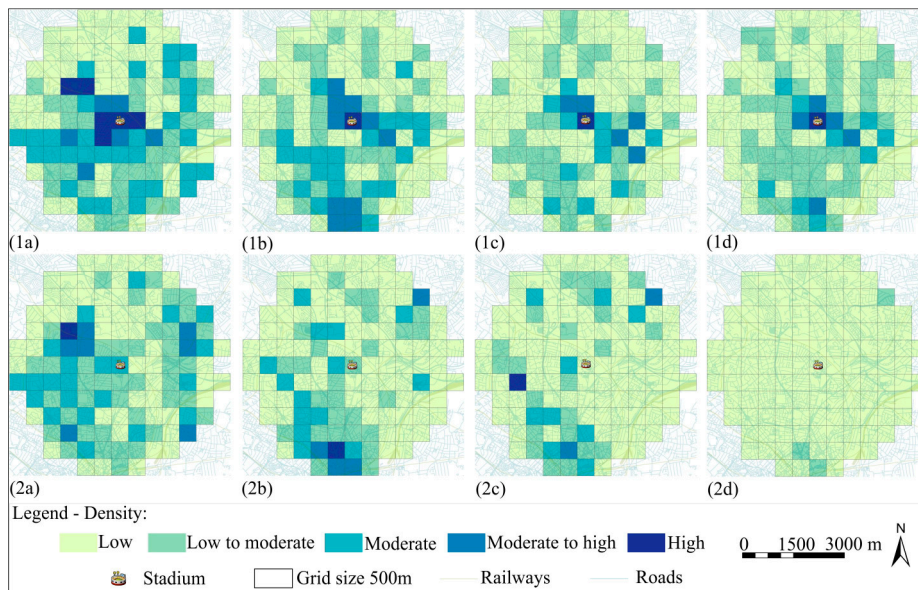 (1a) (1b) (1c) (1d)
(2a) (2b) (2c) (2d)
Legend - Density:
Low Low to moderate Moderate Moderate to high High
0 1500 3000 m
N
Stadium Grid size 500m Railways Roads